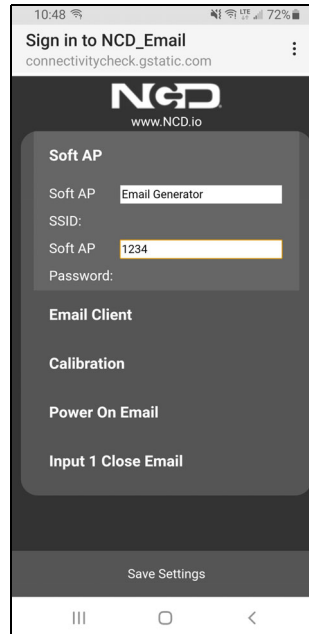 10:48 LTE 72%
Sign in to NCD_Email
connectivitycheck.gstatic.com
NCD
www.NCD.io
Soft AP
Soft AP Email Generator
SSID:
Soft AP 1234
Password:
Email Client
Calibration
Power On Email
Input 1 Close Email
Save Settings